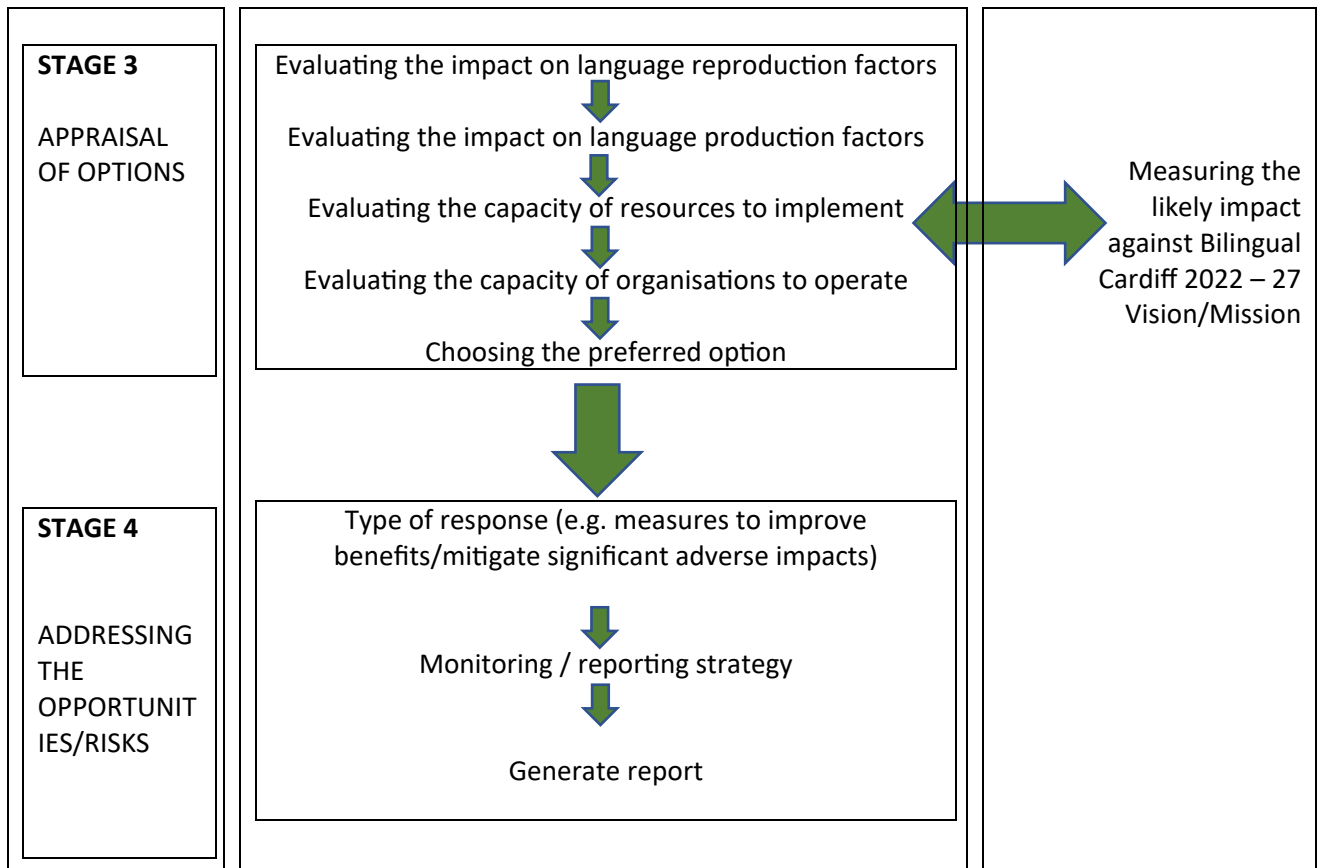 STAGE 3
APPRAISAL
OF OPTIONS
Evaluating the impact on language reproduction factors
Evaluating the impact on language production factors
Evaluating the capacity of resources to implement
Evaluating the capacity of organisations to operate
Choosing the preferred option
Measuring the
likely impact
against Bilingual
Cardiff 2022 – 27
Vision/Mission
STAGE 4
ADDRESSING
THE
OPPORTUNIT
IES/RISKS
Type of response (e.g. measures to improve
benefits/mitigate significant adverse impacts)
Monitoring / reporting strategy
Generate report